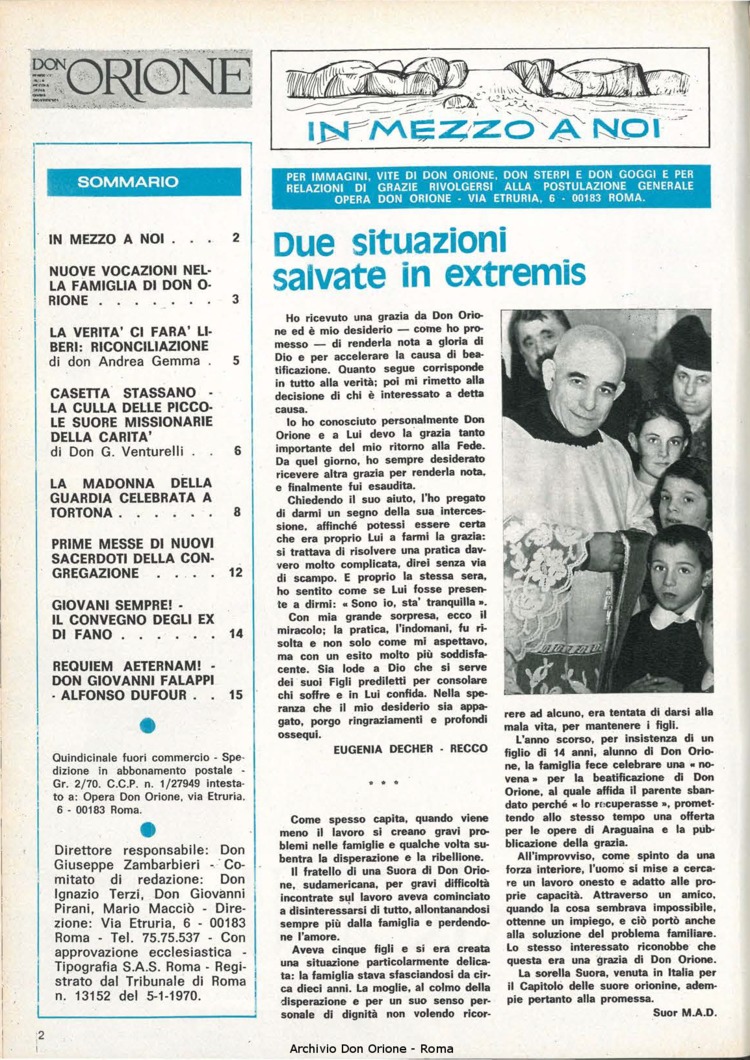 DON ORIONE
SOMMARIO
IN MEZZO A NOI . . . 2
NUOVE VOCAZIONI NEL-
LA FAMIGLIA DI DON O-
RIONE . . . . . . . 3
LA VERITA' CI FARA' LI-
BERI: RICONCILIAZIONE
di don Andrea Gemma . 5
CASETTA STASSANO -
LA CULLA DELLE PICCO-
LE SUORE MISSIONARIE
DELLA CARITA'
di Don G. Venturelli . . 6
LA MADONNA DELLA
GUARDIA CELEBRATA A
TORTONA . . . . . . 8
PRIME MESSE DI NUOVI
SACERDOTI DELLA CON-
GREGAZIONE . . . . 12
GIOVANI SEMPRE! -
IL CONVEGNO DEGLI EX
DI FANO . . . . . . 14
REQUIEM AETERNAM! -
DON GIOVANNI FALAPPI
- ALFONSO DUFOUR . . 15
Quindicinale fuori commercio - Spe-
dizione in abbonamento postale -
Gr. 2/70. C.C.P. n. 1/27949 intesta-
to a: Opera Don Orione, via Etruria,
6 - 00183 Roma.
Direttore responsabile: Don
Giuseppe Zambarbieri - Co-
mitato di redazione: Don
Ignazio Terzi, Don Giovanni
Pirani, Mario Macciò - Dire-
zione: Via Etruria, 6 - 00183
Roma - Tel. 75.75.537 - Con
approvazione ecclesiastica -
Tipografia S.A.S. Roma - Regi-
strato dal Tribunale di Roma
n. 13152 del 5-1-1970.
IN MEZZO A NOI
PER IMMAGINI, VITE DI DON ORIONE, DON STERPI E DON GOGGI E PER
RELAZIONI DI GRAZIE RIVOLGERSI ALLA POSTULAZIONE GENERALE
OPERA DON ORIONE - VIA ETRURIA, 6 - 00183 ROMA.
Due situazioni
salvate in extremis
Ho ricevuto una grazia da Don Orio-
ne ed è mio desiderio — come ho pro-
messo — di renderla nota a gloria di
Dio e per accelerare la causa di bea-
tificazione. Quanto segue corrisponde
in tutto alla verità; poi mi rimetto alla
decisione di chi è interessato a detta
causa.
Io ho conosciuto personalmente Don
Orione e a Lui devo la grazia tanto
importante del mio ritorno alla Fede.
Da quel giorno, ho sempre desiderato
ricevere altra grazia per renderla nota,
e finalmente fui esaudita.
Chiedendo il suo aiuto, l'ho pregato
di darmi un segno della sua interces-
sione, affinché potessi essere certa
che era proprio Lui a farmi la grazia:
si trattava di risolvere una pratica dav-
vero molto complicata, direi senza via
di scampo. E proprio la stessa sera,
ho sentito come se Lui fosse presen-
te a dirmi: « Sono io, sta' tranquilla ».
Con mia grande sorpresa, ecco il
miracolo; la pratica, l'indomani, fu ri-
solta e non solo come mi aspettavo,
ma con un esito molto più soddisfa-
cente. Sia lode a Dio che si serve
dei suoi Figli prediletti per consolare
chi soffre e in Lui confida. Nella spe-
ranza che il mio desiderio sia appa-
gato, porgo ringraziamenti e profondi
ossequi.
EUGENIA DECHER - RECCO
* * *
Come spesso capita, quando viene
meno il lavoro si creano gravi pro-
blemi nelle famiglie e qualche volta su-
bentra la disperazione e la ribellione.
Il fratello di una Suora di Don Orio-
ne, sudamericana, per gravi difficoltà
incontrate sul lavoro aveva cominciato
a disinteressarsi di tutto, allontanandosi
sempre più dalla famiglia e perdendo-
ne l'amore.
Aveva cinque figli e si era creata
una situazione particolarmente delica-
ta: la famiglia stava sfasciandosi da cir-
ca dieci anni. La moglie, al colmo della
disperazione e per un suo senso per-
sonale di dignità non volendo ricor-
rere ad alcuno, era tentata di darsi alla
mala vita, per mantenere i figli.
L'anno scorso, per insistenza di un
figlio di 14 anni, alunno di Don Orio-
ne, la famiglia fece celebrare una « no-
vena » per la beatificazione di Don
Orione, al quale affida il parente sban-
dato perché « lo recuperasse », promet-
tendo allo stesso tempo una offerta
per le opere di Araguaina e la pub-
blicazione della grazia.
All'improvviso, come spinto da una
forza interiore, l'uomo si mise a cerca-
re un lavoro onesto e adatto alle pro-
prie capacità. Attraverso un amico,
quando la cosa sembrava impossibile,
ottenne un impiego, e ciò portò anche
alla soluzione del problema familiare.
Lo stesso interessato riconobbe che
questa era una grazia di Don Orione.
La sorella Suora, venuta in Italia per
il Capitolo delle suore orionine, adem-
pie pertanto alla promessa.
Suor M.A.D.
2
Archivio Don Orione - Roma